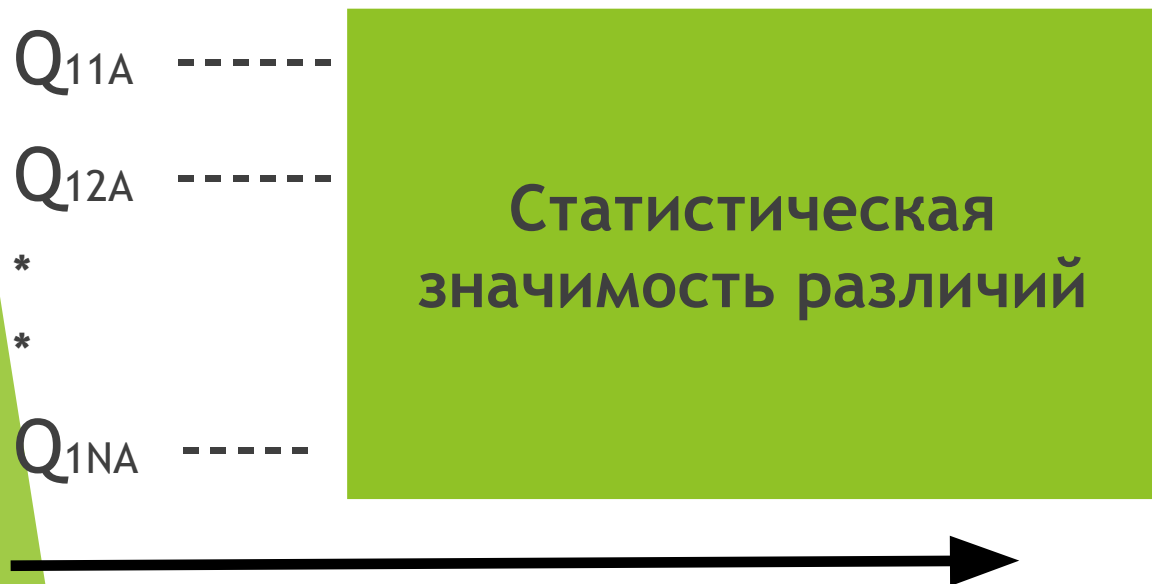 Q11A ------
Q12A ------
Статистическая
значимость различий
*
*
Q1NA -----